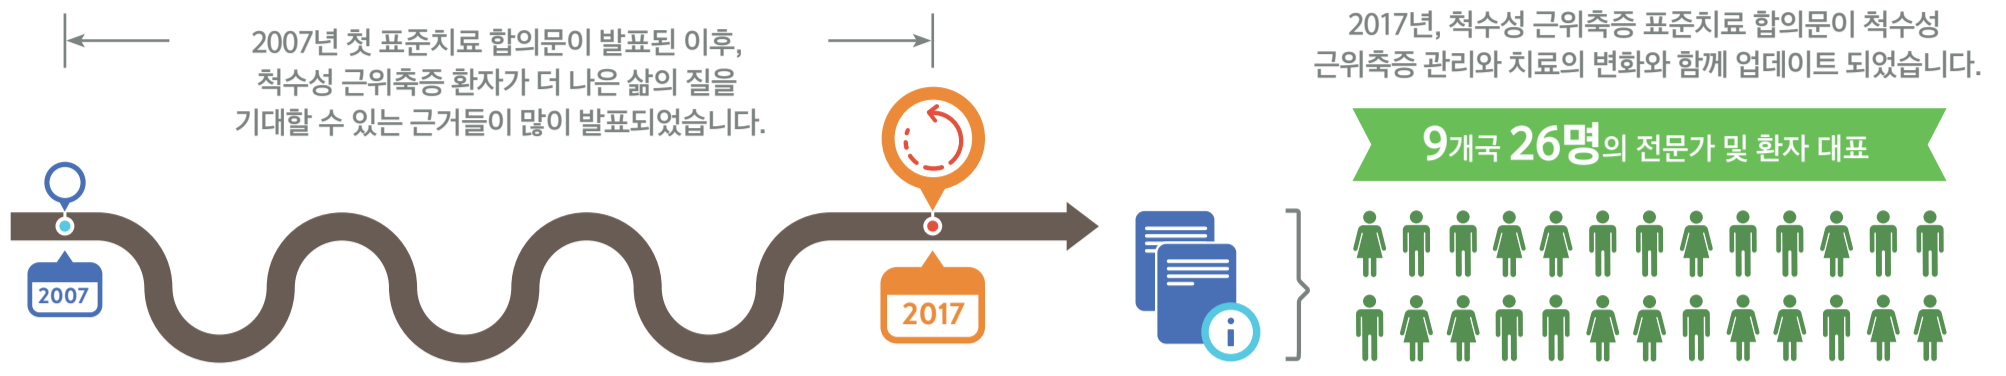 2007년 첫 표준치료 합의문이 발표된 이후,
척수성 근위축증 환자가 더 나은 삶의 질을
기대할 수 있는 근거들이 많이 발표되었습니다.
2007
2017
i
2017년, 척수성 근위축증 표준치료 합의문이 척수성
근위축증 관리와 치료의 변화와 함께 업데이트 되었습니다.
9개국 26명의 전문가 및 환자 대표